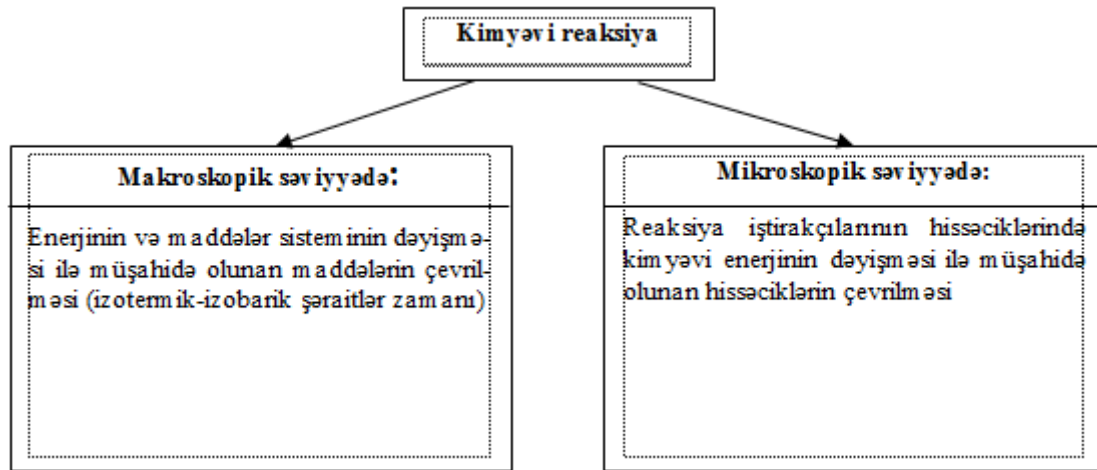 Kimyəvi reaksiya
Makroskopik səviyyədə:
Enerjinin və maddələr sisteminin dəyişmə-
si ilə müşahidə olunan maddələrin çevril-
məsi (izotermik-izobarik şəraitlər zamanı)
Mikroskopik səviyyədə:
Reaksiya iştirakçılarının hissəciklərində
kimyəvi enerjinin dəyişməsi ilə müşahidə
olunan hissəciklərin çevrilməsi